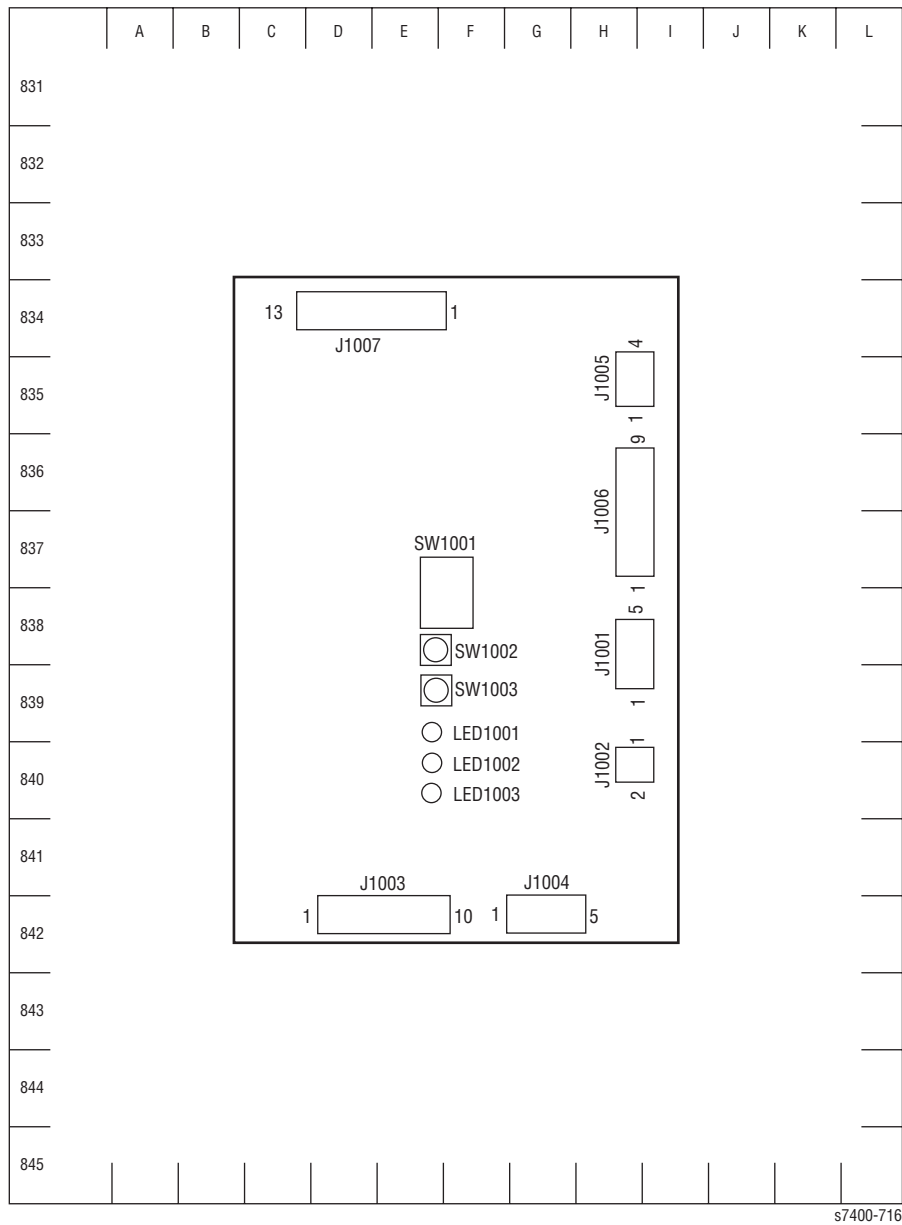 A B C D E F G H I J K L
831
832
833
834
13 1
J1007
4
J1005
835
1
9
836
J1006
SW1001
837
1
5
838
J1001
SW1002
SW1003
839
1
LED1001
1
J1002
LED1002
840
LED1003
2
841
J1003 J1004
1 10 1 5
842
843
844
845
s7400-716